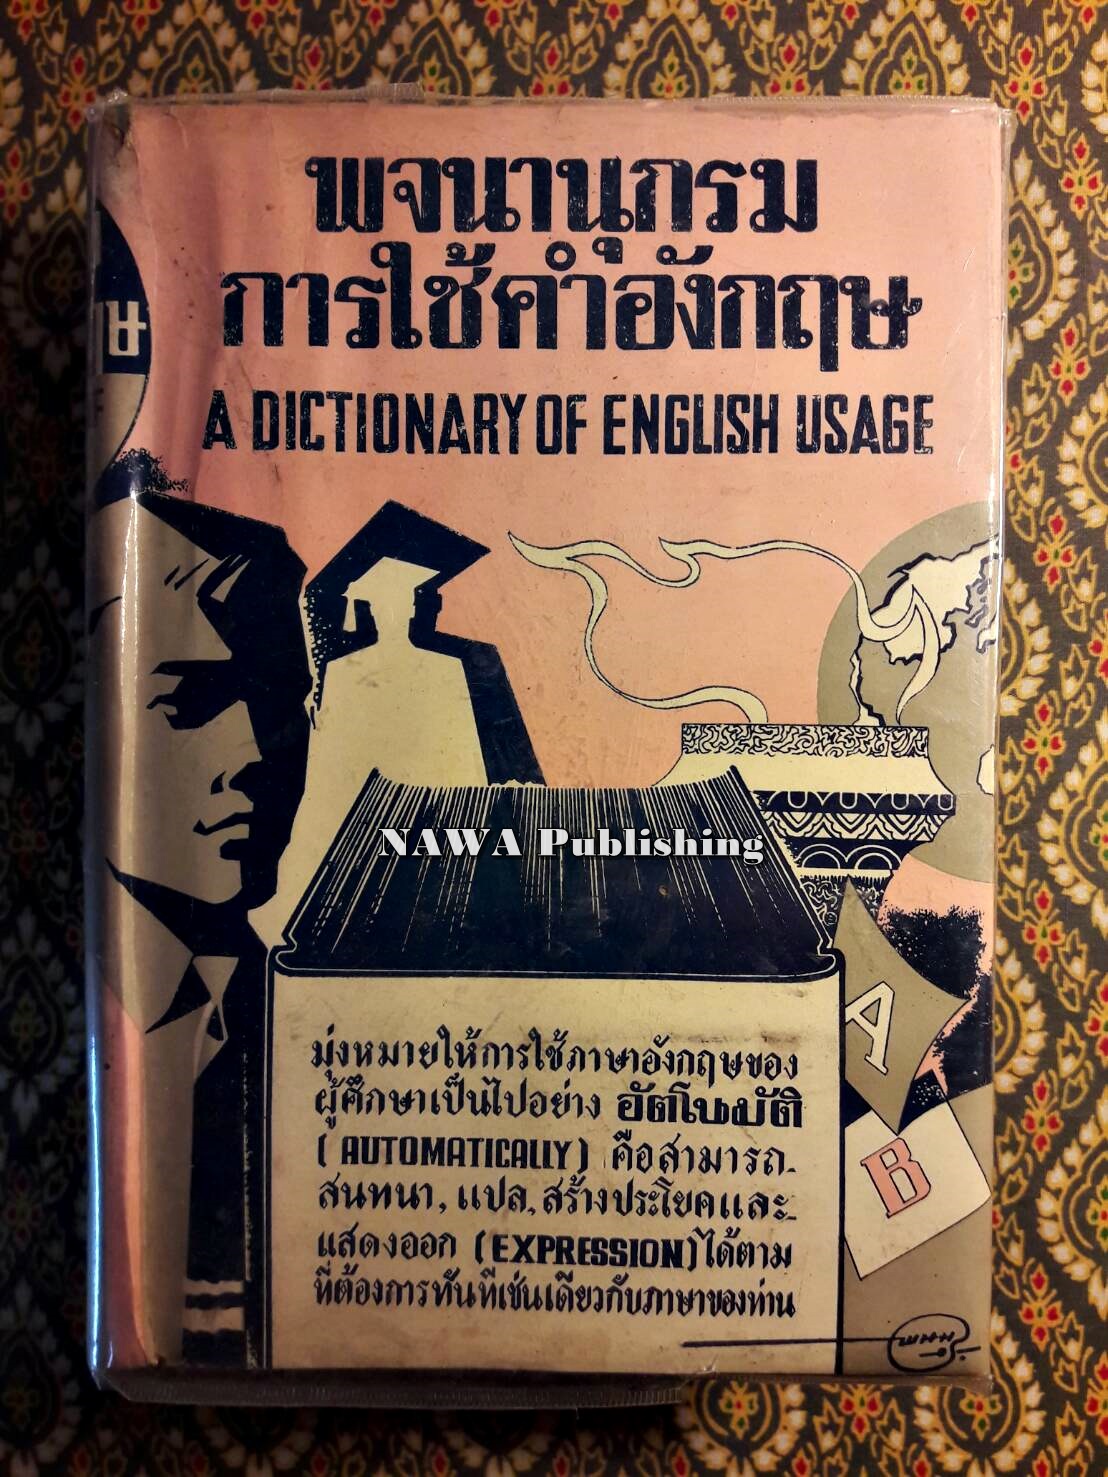 พจนานุกรม
การใช้คำอังกฤษ
A DICTIONARY OF ENGLISH USAGE
NAWA Publishing
A
B
มุ่งหมายให้การใช้ภาษาอังกฤษของ
ผู้ศึกษาเป็นไปอย่าง อัตโนมัติ
(AUTOMATICALLY) คือสามารถ
สนทนา, แปล, สร้างประโยคและ
แสดงออก (EXPRESSION) ได้ตาม
ที่ต้องการทันทีเช่นเดียวกับภาษาของท่าน